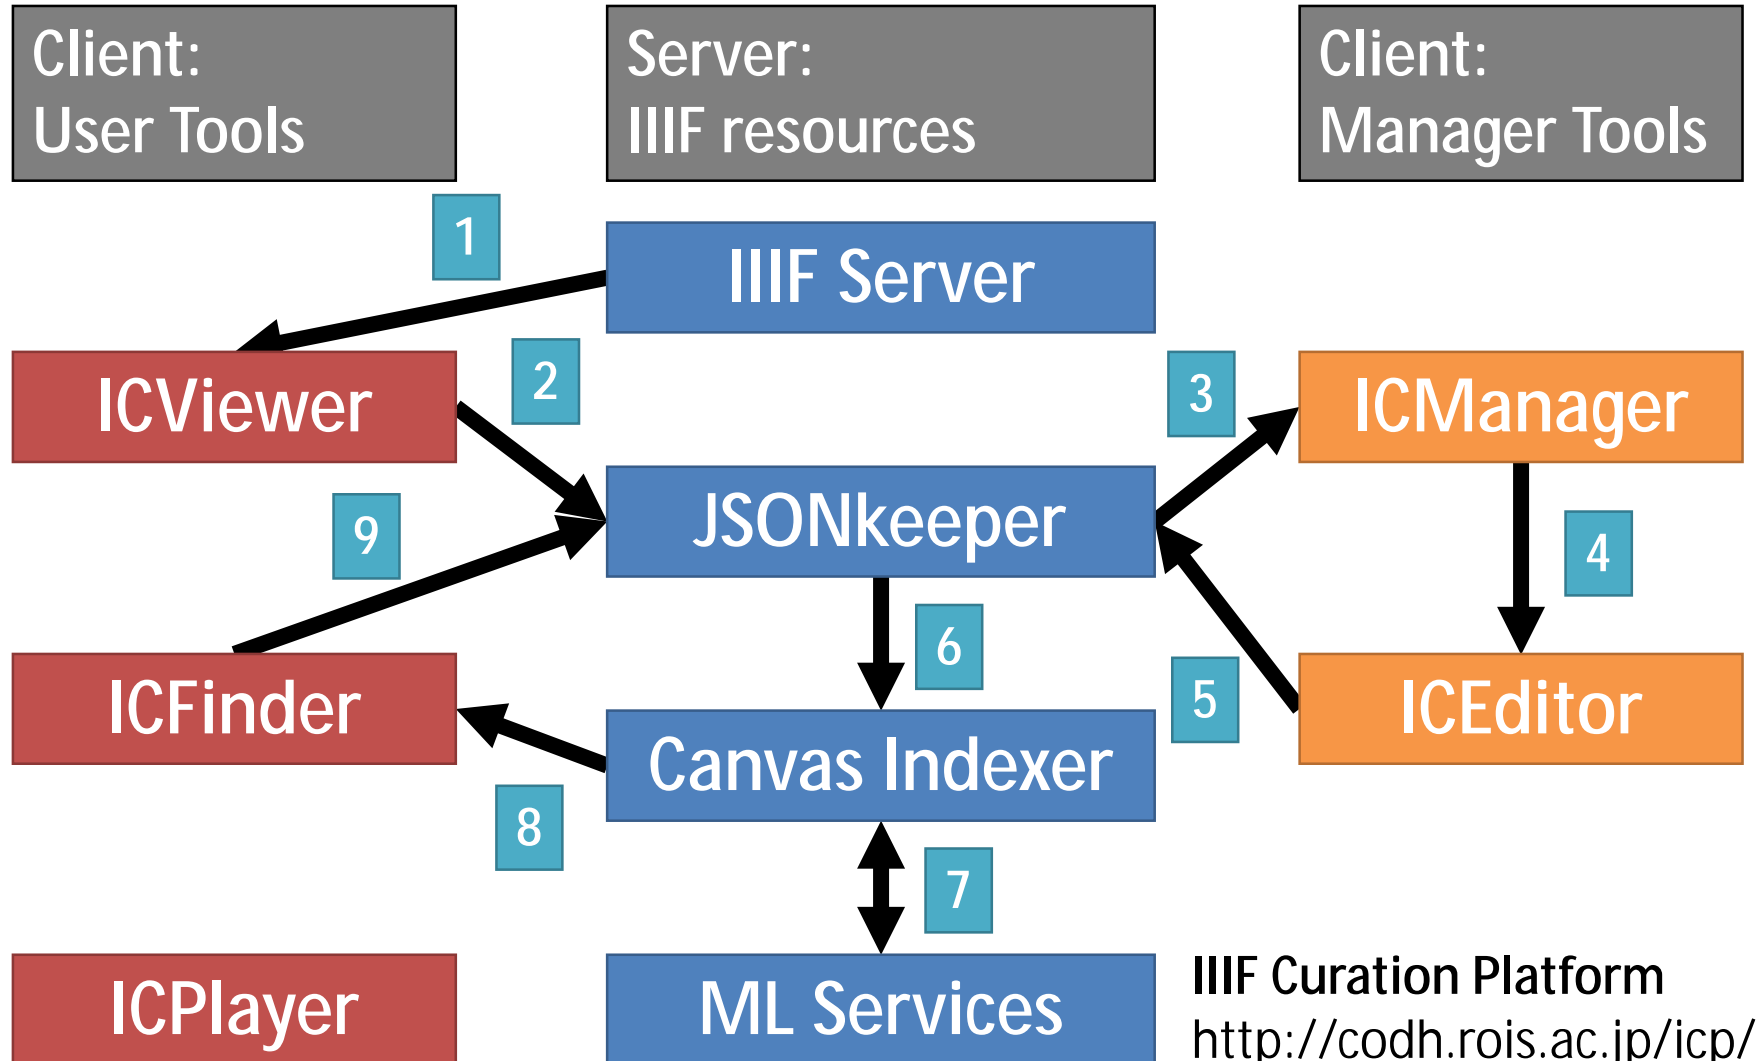 Client:
User Tools
Server:
IIIF resources
Client:
Manager Tools
1
IIIF Server
ICViewer
2
3
ICManager
JSONkeeper
9
4
6
ICFinder
5
ICEditor
Canvas Indexer
8
7
ICPlayer
ML Services
IIIF Curation Platform
http://codh.rois.ac.jp/icp/